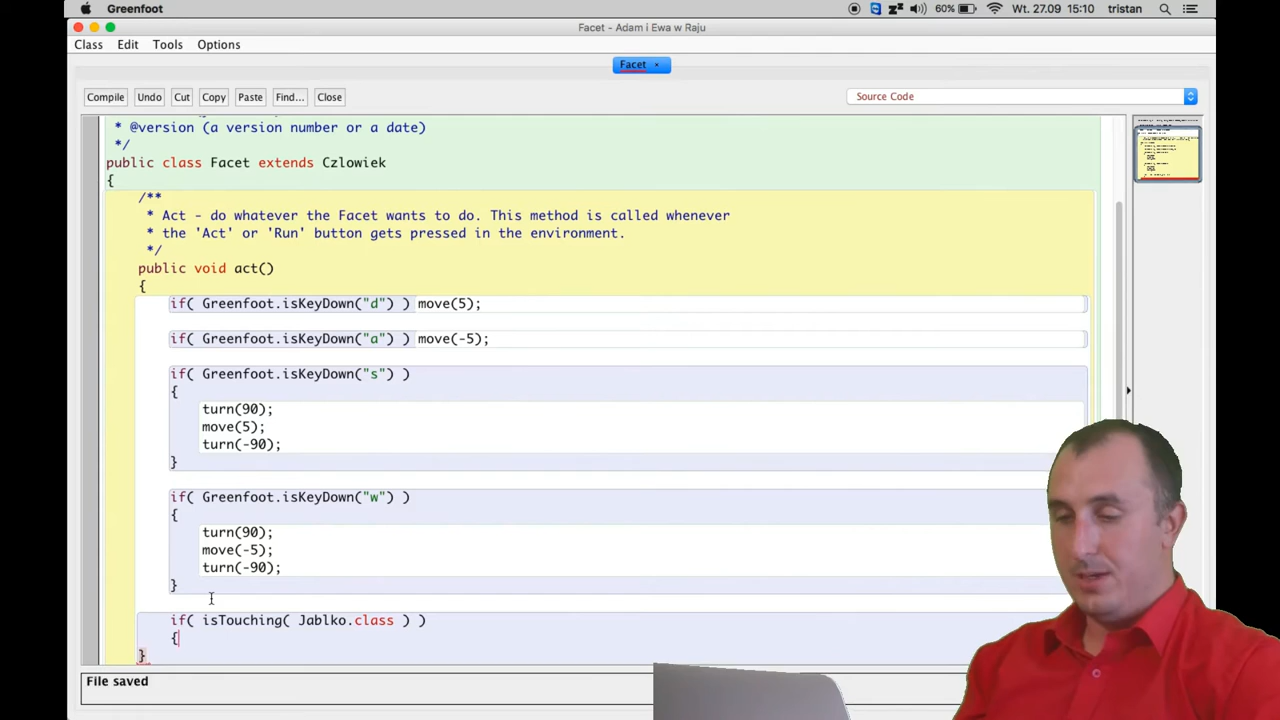 Greenfoot
60%
Wt. 27.09 15:10 tristan
Facet - Adam i Ewa w Raju
Class Edit Tools Options
Facet ×
Compile Undo Cut Copy Paste Find... Close
Source Code
* @version (a version number or a date)
*/
public class Facet extends Czlowiek
{
/**
* Act - do whatever the Facet wants to do. This method is called whenever
* the 'Act' or 'Run' button gets pressed in the environment.
*/
public void act()
{
if( Greenfoot.isKeyDown("d") ) move(5);
if( Greenfoot.isKeyDown("a") ) move(-5);
if( Greenfoot.isKeyDown("s") )
{
turn(90);
move(5);
turn(-90);
}
if( Greenfoot.isKeyDown("w") )
{
turn(90);
move(-5);
turn(-90);
}
if( isTouching( Jablko.class ) )
{
}
File saved